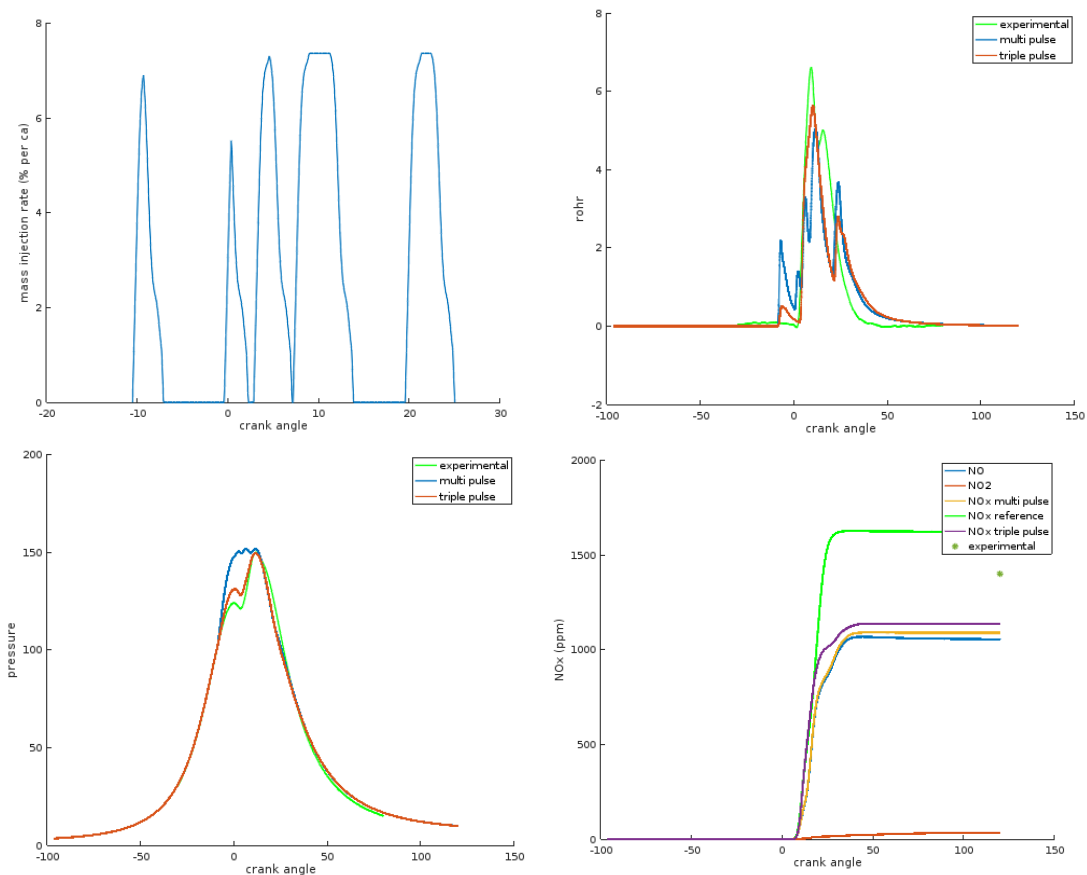 8
6
4
2
0
-20
-10
0
10
20
30
mass injection rate (% per ca)
crank angle
8
6
4
2
0
-2
-100
-50
0
50
100
150
rohr
crank angle
experimental
multi pulse
triple pulse
200
150
100
50
0
-100
-50
0
50
100
150
pressure
crank angle
experimental
multi pulse
triple pulse
2000
1500
1000
500
0
-100
-50
0
50
100
150
NOx (ppm)
crank angle
NO
NO2
NOx multi pulse
NOx reference
NOx triple pulse
experimental